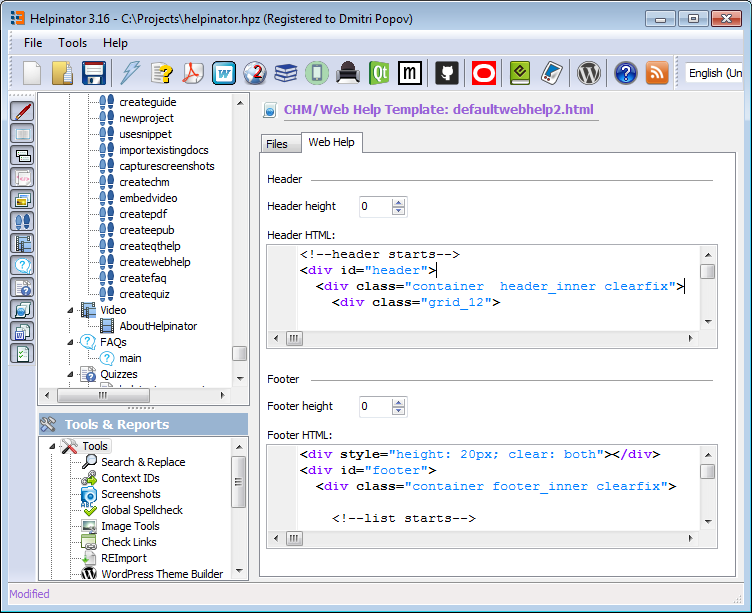 Helpinator 3.16 - C:\Projects\helpinator.hpz (Registered to Dmitri Popov)
File Tools Help
W 2 Qt m English (Un
createguide
newproject
usesnippet
importexistingdocs
capturescreenshots
createchm
embedvideo
createpdf
createepub
createqthelp
createwebhelp
createfaq
createquiz
Video
AboutHelpinator
FAQs
main
Quizzes
Tools & Reports
Tools
Search & Replace
Context IDs
Screenshots
Global Spellcheck
Image Tools
Check Links
REImport
WordPress Theme Builder
CHM/Web Help Template: defaultwebhelp2.html
Files Web Help
Header
Header height 0
Header HTML:
<!--header starts-->
<div id="header">
<div class="container  header_inner clearfix">
<div class="grid_12">
Footer
Footer height 0
Footer HTML:
<div style="height: 20px; clear: both"></div>
<div id="footer">
<div class="container footer_inner clearfix">
<!--list starts-->
Modified